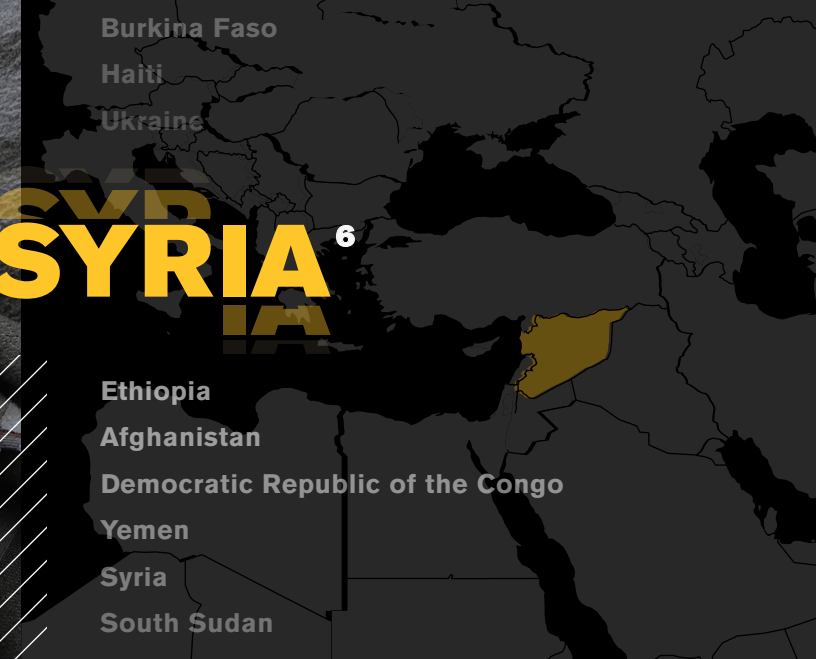 Burkina Faso
Haiti
Ukraine
SYRIA 6
Ethiopia
Afghanistan
Democratic Republic of the Congo
Yemen
Syria
South Sudan